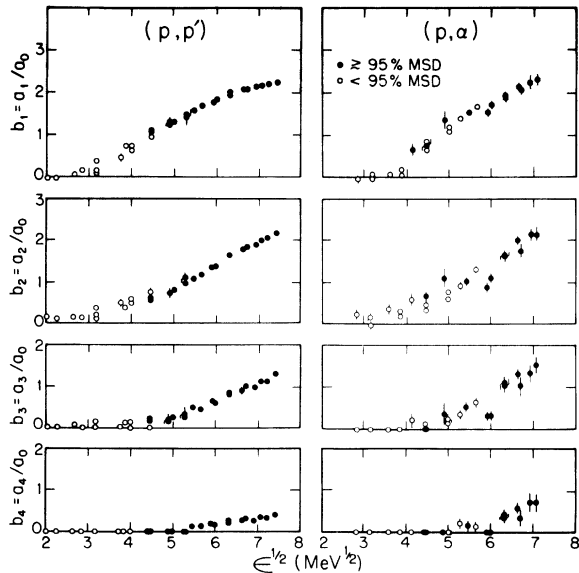 (p, p′)
(p, α)
● ≳ 95% MSD
○ < 95% MSD
b₁ = a₁/a₀
3
2
1
0
b₂ = a₂/a₀
3
2
1
0
b₃ = a₃/a₀
2
1
0
b₄ = a₄/a₀
2
1
0
2 3 4 5 6 7 8
3 4 5 6 7 8
ϵ^{1/2} (MeV^{1/2})